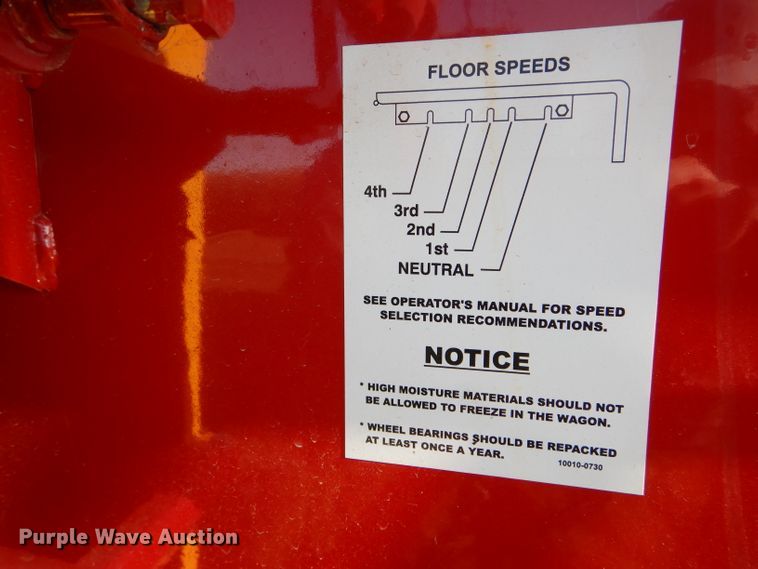 FLOOR SPEEDS
4th
3rd
2nd
1st
NEUTRAL
SEE OPERATOR'S MANUAL FOR SPEED
SELECTION RECOMMENDATIONS.
NOTICE
* HIGH MOISTURE MATERIALS SHOULD NOT
BE ALLOWED TO FREEZE IN THE WAGON.
* WHEEL BEARINGS SHOULD BE REPACKED
AT LEAST ONCE A YEAR.
10010-0730
Purple Wave Auction®